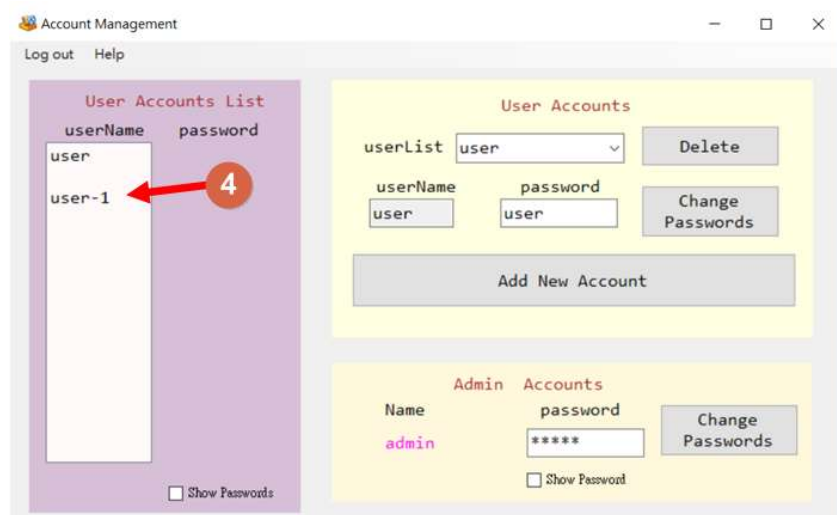 Account Management
Log out Help
User Accounts List
userName password
user
user-1
4
Show Passwords
User Accounts
userList user Delete
userName password
user user Change Passwords
Add New Account
Admin Accounts
Name password
admin ***** Change Passwords
Show Password